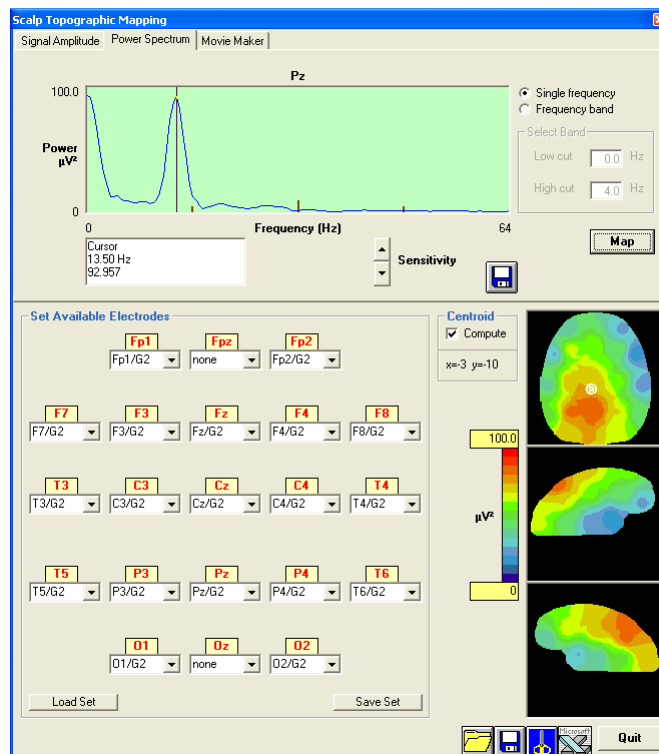 Scalp Topographic Mapping
Signal Amplitude Power Spectrum Movie Maker
Pz
100.0
Power
µV²
0
0 Frequency (Hz) 64
Single frequency
Frequency band
Select Band
Low cut 0.0 Hz
High cut 4.0 Hz
Map
Cursor
13.50 Hz
92.957
Sensitivity
Set Available Electrodes
Fp1 Fpz Fp2
Fp1/G2 none Fp2/G2
F7 F3 Fz F4 F8
F7/G2 F3/G2 Fz/G2 F4/G2 F8/G2
T3 C3 Cz C4 T4
T3/G2 C3/G2 Cz/G2 C4/G2 T4/G2
T5 P3 Pz P4 T6
T5/G2 P3/G2 Pz/G2 P4/G2 T6/G2
O1 Oz O2
O1/G2 none O2/G2
Load Set Save Set
Centroid
Compute
x=-3 y=-10
100.0
µV²
0
Microsoft
Quit